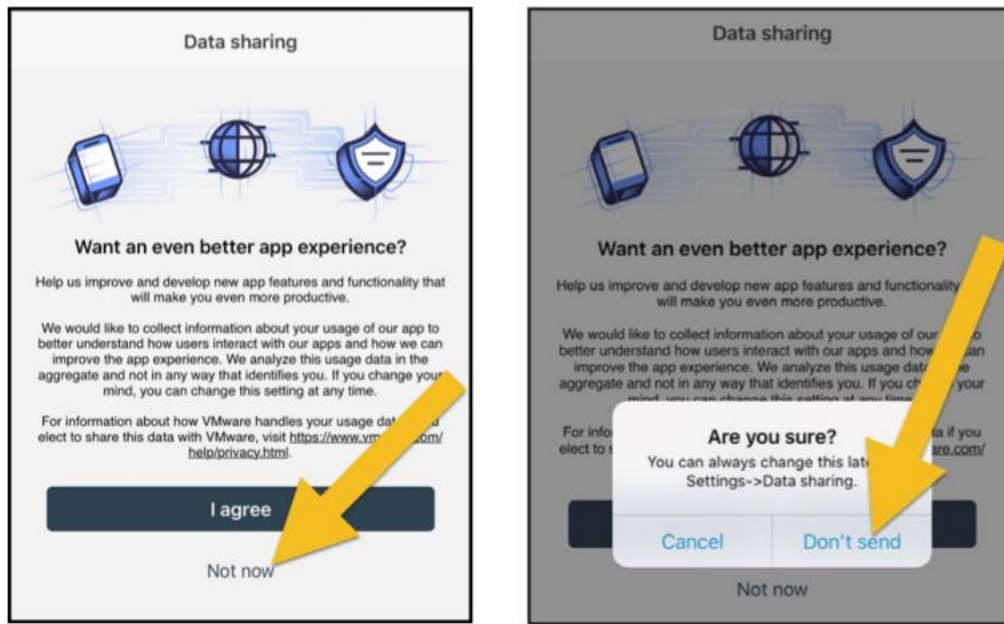 Data sharing
Want an even better app experience?
Help us improve and develop new app features and functionality that
will make you even more productive.
We would like to collect information about your usage of our app to
better understand how users interact with our apps and how we can
improve the app experience. We analyze this usage data in the
aggregate and not in any way that identifies you. If you change your
mind, you can change this setting at any time.
For information about how VMware handles your usage
elect to share this data with VMware, visit https://www.vm
help/privacy.html.
I agree
Not now
Data sharing
Want an even better app experience?
Help us improve and develop new app features and functionality
will make you even more productive.
We would like to collect information about your usage of our
better understand how users interact with our apps and how
improve the app experience. We analyze this usage
aggregate and not in any way that identifies you. If you your
mind, you can change this setting at any time
For
if you
elect to
Are you sure?
You can always change this
Settings->Data sharing.
Cancel
Don't send
Not now